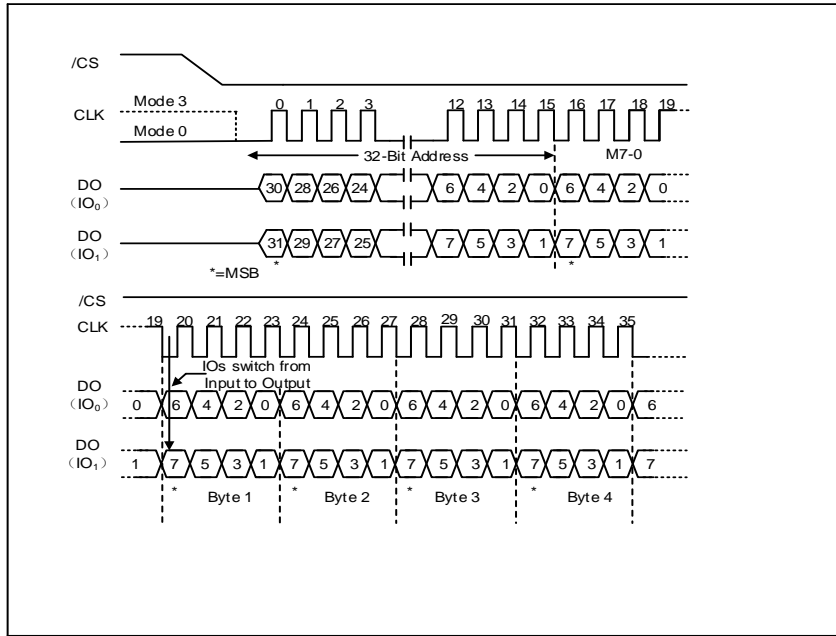 /CS
Mode 3
0 1 2 3 12 13 14 15 16 17 18 19
CLK
Mode 0
32-Bit Address M7-0
DO
（IO₀）
30 28 26 24 6 4 2 0 6 4 2 0
DO
（IO₁）
31 29 27 25 7 5 3 1 7 5 3 1
* *
*=MSB
/CS
CLK
19 20 21 22 23 24 25 26 27 28 29 30 31 32 33 34 35
IOs switch from
Input to Output
DO
（IO₀）
0 6 4 2 0 6 4 2 0 6 4 2 0 6 4 2 0 6
DO
（IO₁）
1 7 5 3 1 7 5 3 1 7 5 3 1 7 5 3 1 7
* Byte 1 * Byte 2 * Byte 3 * Byte 4